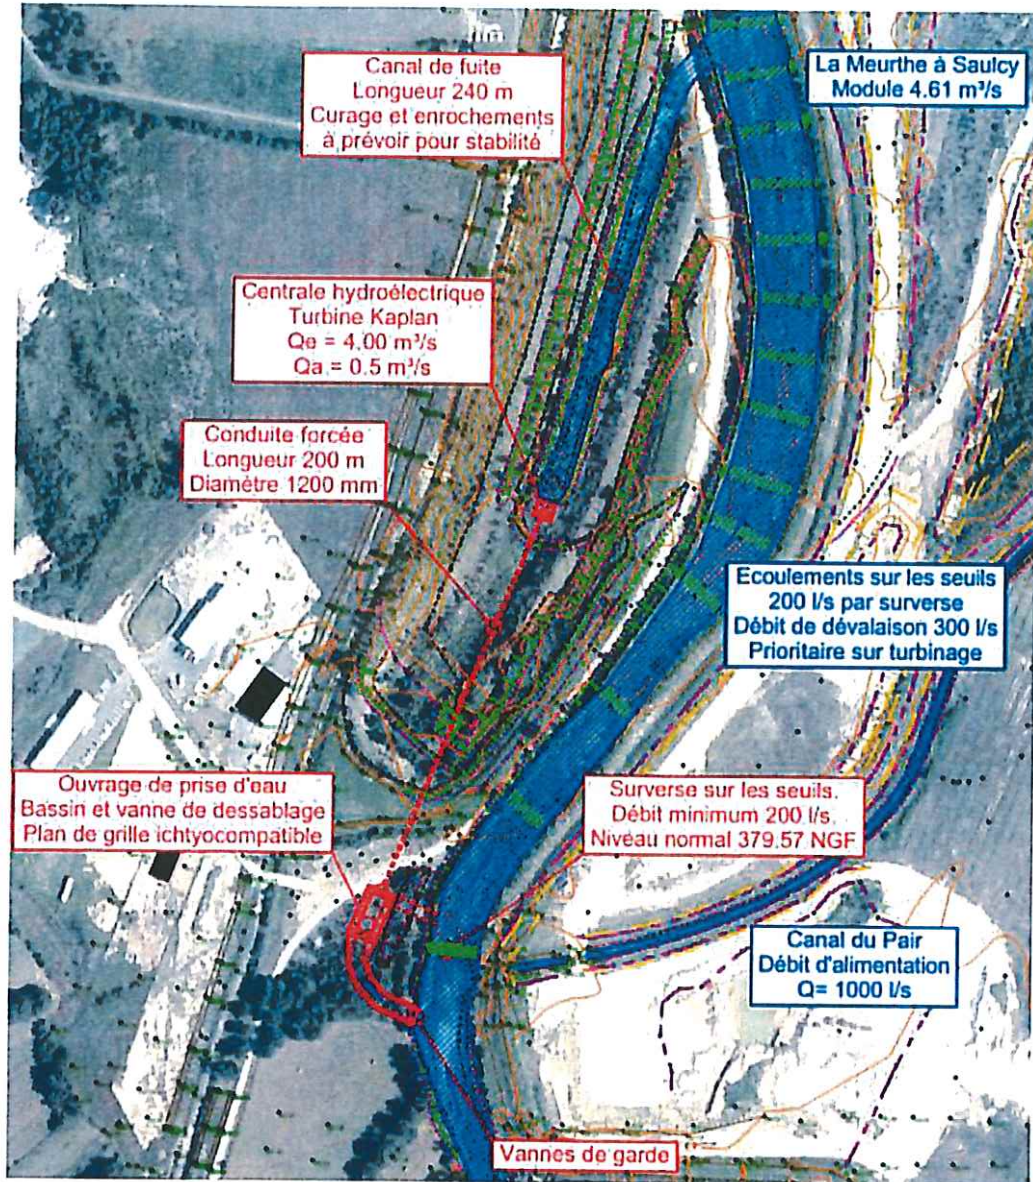 Canal de fuite
Longueur 240 m
Curage et enrochements
à prévoir pour stabilité
La Meurthe à Saulcy
Module 4.61 m³/s
Centrale hydroélectrique
Turbine Kaplan
Qe = 4.00 m³/s
Qa = 0.5 m³/s
Conduite forcée
Longueur 200 m
Diamètre 1200 mm
Ecoulements sur les seuils
200 l/s par surverse
Débit de dévalaison 300 l/s
Prioritaire sur turbinage
Ouvrage de prise d'eau
Bassin et vanne de dessablage
Plan de grille ichtyocompatible
Surverse sur les seuils.
Débit minimum 200 l/s.
Niveau normal 379.57 NGF
Canal du Pair
Débit d'alimentation
Q= 1000 l/s
Vannes de garde